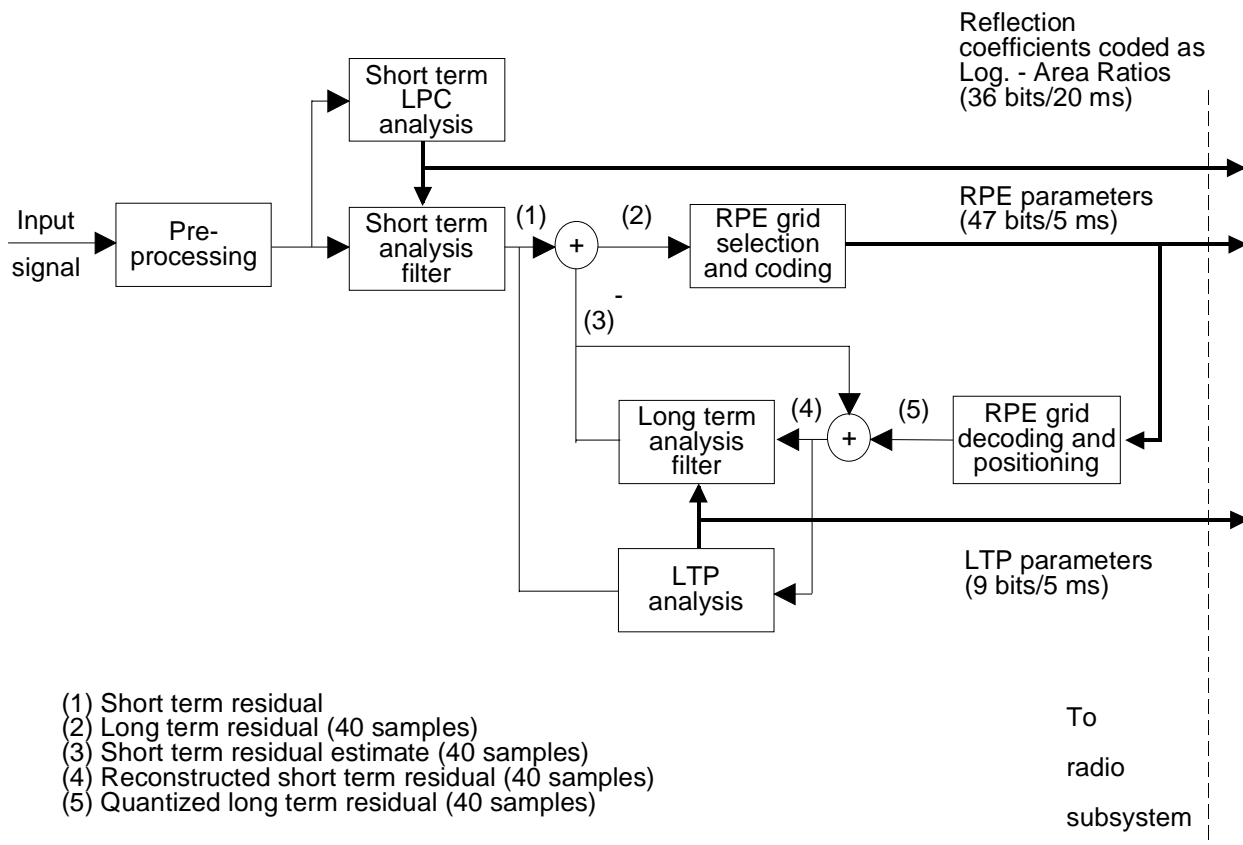 Reflection
coefficients coded as
Log. - Area Ratios
(36 bits/20 ms)
Short term
LPC
analysis
Input
signal
Pre-
processing
Short term
analysis
filter
(1)
+
(2)
RPE grid
selection
and coding
RPE parameters
(47 bits/5 ms)
-
(3)
Long term
analysis
filter
(4)
+
(5)
RPE grid
decoding and
positioning
LTP
analysis
LTP parameters
(9 bits/5 ms)
(1) Short term residual
(2) Long term residual (40 samples)
(3) Short term residual estimate (40 samples)
(4) Reconstructed short term residual (40 samples)
(5) Quantized long term residual (40 samples)
To
radio
subsystem